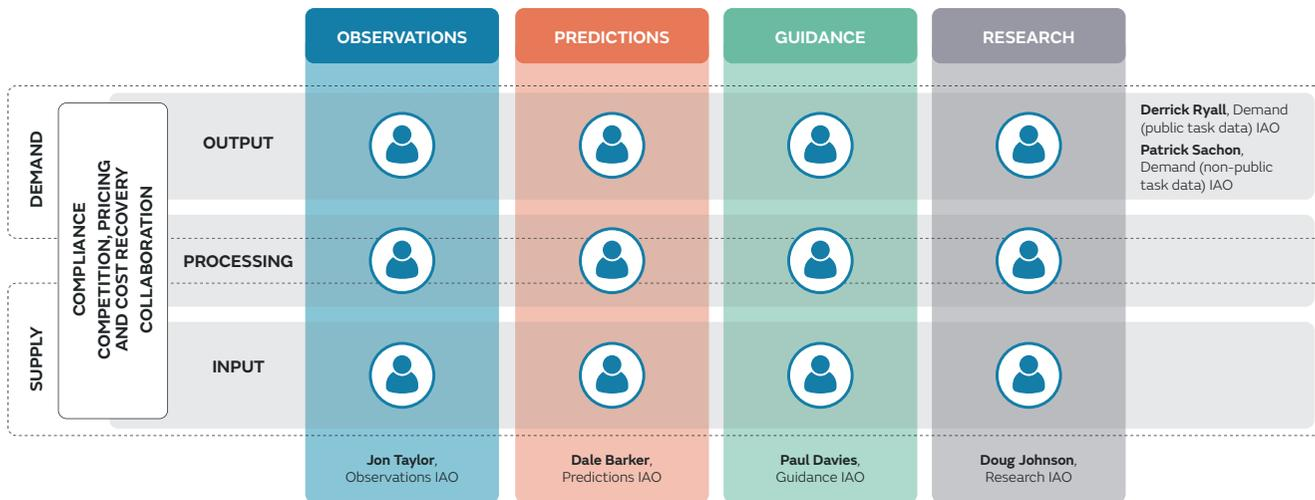 OBSERVATIONS
PREDICTIONS
GUIDANCE
RESEARCH
DEMAND
SUPPLY
COMPLIANCE
COMPETITION, PRICING
AND COST RECOVERY
COLLABORATION
OUTPUT
Derrick Ryall, Demand
(public task data) IAO
Patrick Sachon,
Demand (non-public
task data) IAO
PROCESSING
INPUT
Jon Taylor,
Observations IAO
Dale Barker,
Predictions IAO
Paul Davies,
Guidance IAO
Doug Johnson,
Research IAO